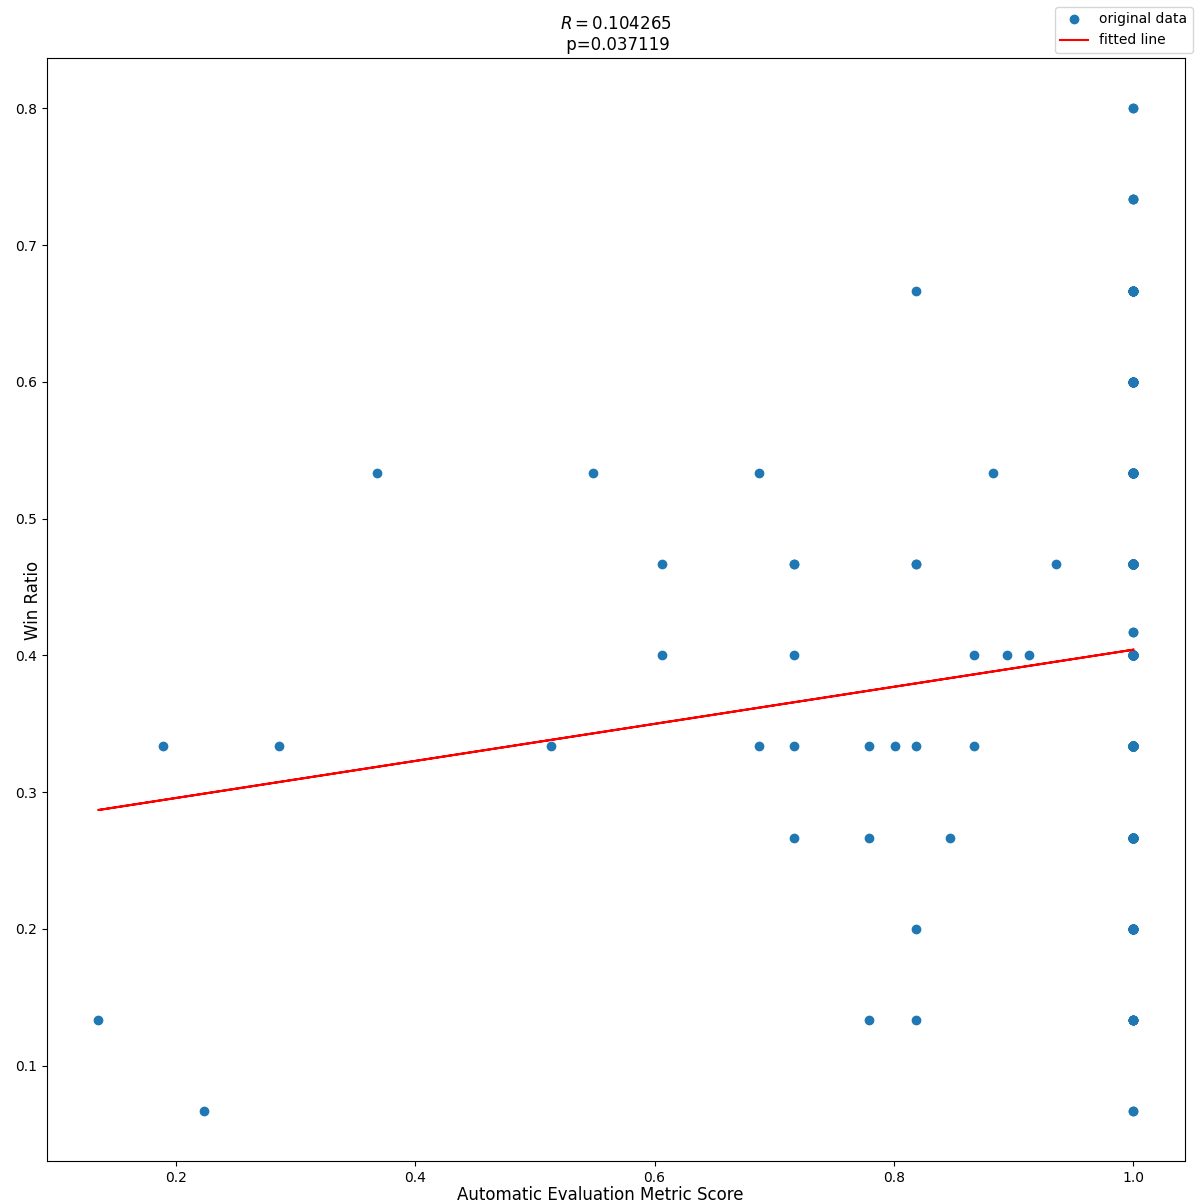 R = 0.104265
p=0.037119
original data
fitted line
0.8
0.7
0.6
0.5
0.4
0.3
0.2
0.1
Win Ratio
0.2 0.4 0.6 0.8 1.0
Automatic Evaluation Metric Score